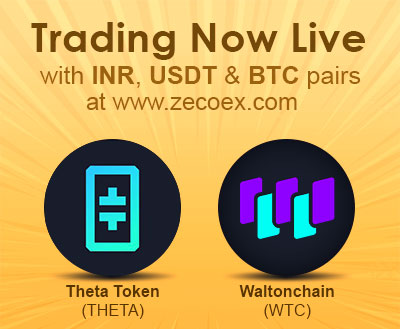 Trading Now Live
with INR, USDT & BTC pairs
at www.zecoex.com
Theta Token
(THETA)
Waltonchain
(WTC)